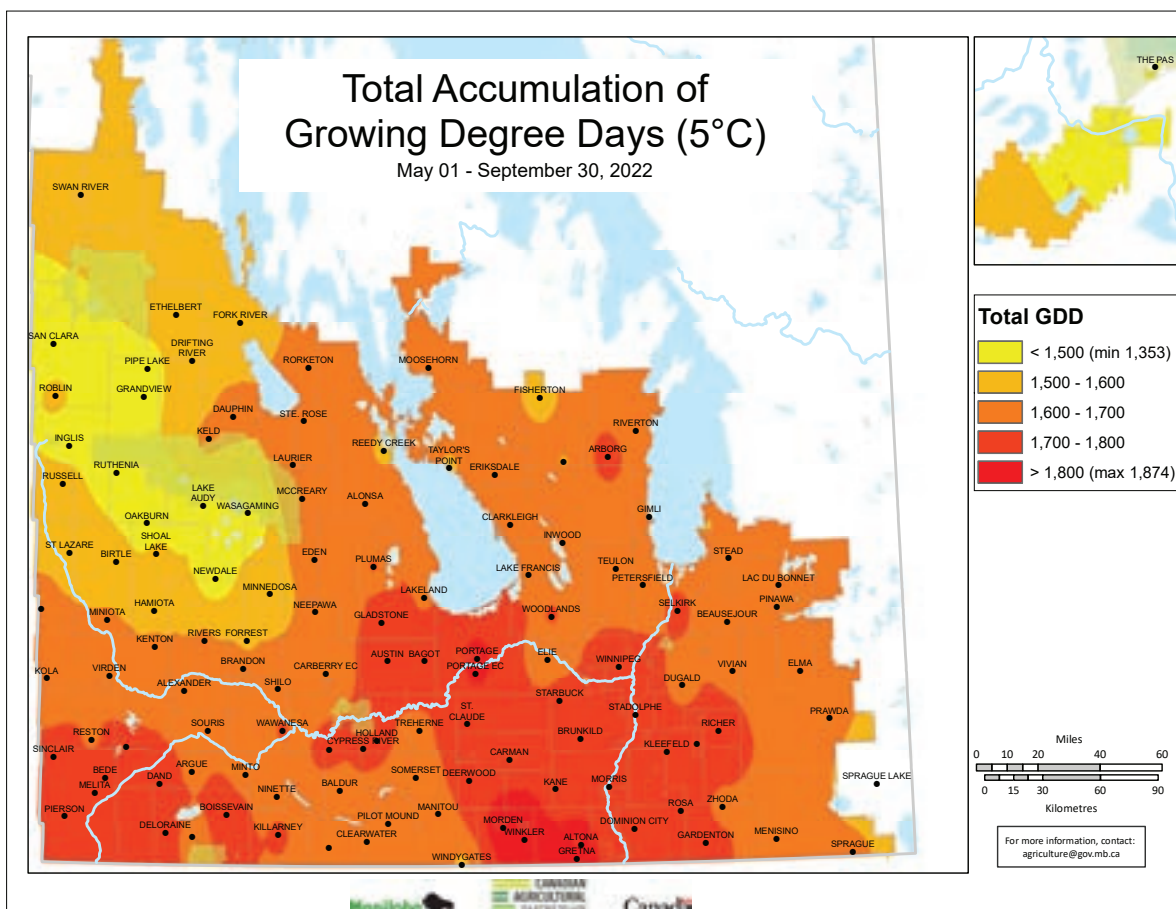 Total Accumulation of
Growing Degree Days (5°C)
May 01 - September 30, 2022
THE PAS
SWAN RIVER
ETHELBERT
FORK RIVER
SAN CLARA
DRIFTING
RIVER
PIPE LAKE
RORKETON
MOOSEHORN
ROBLIN
GRANDVIEW
FISHERTON
DAUPHIN
STE. ROSE
KELD
RIVERTON
INGLIS
REEDY CREEK
TAYLOR'S
POINT
ARBORG
RUTHENIA
LAURIER
ERIKSDALE
RUSSELL
LAKE
AUDY
WASAGAMING
MCCREARY
ALONSA
OAKBURN
CLARKLEIGH
GIMLI
SHOAL
LAKE
INWOOD
ST LAZARE
BIRTLE
EDEN
PLUMAS
TEULON
STEAD
NEWDALE
LAKE FRANCIS
PETERSFIELD
LAC DU BONNET
MINNEDOSA
LAKELAND
HAMIOTA
NEEPAWA
GLADSTONE
WOODLANDS
SELKIRK
PINAWA
MINIOTA
BEAUSEJOUR
KENTON
RIVERS
FORREST
AUSTIN
BAGOT
PORTAGE
ELIE
KOLA
VIRDEN
BRANDON
CARBERRY EC
PORTAGE EC
WINNIPEG
VIVIAN
ELMA
ALEXANDER
SHILO
DUGALD
STARBUCK
ST.
CLAUDE
STADOLPHE
PRAWDA
RESTON
SOURIS
WAWANESA
TREHERNE
HOLLAND
BRUNKILD
RICHER
SINCLAIR
CYPRESS RIVER
CARMAN
KLEEFELD
BEDE
ARGUE
MINTO
SOMERSET
DEERWOOD
SPRAGUE LAKE
MELITA
DAND
NINETTE
BALDUR
KANE
MORRIS
PIERSON
BOISSEVAIN
MANITOU
ROSA
ZHODA
DELORAINE
KILLARNEY
PILOT MOUND
MORDEN
DOMINION CITY
CLEARWATER
WINKLER
ALTONA
GARDENTON
MENISINO
WINDYGATES
GRETNA
SPRAGUE
Total GDD
< 1,500 (min 1,353)
1,500 - 1,600
1,600 - 1,700
1,700 - 1,800
> 1,800 (max 1,874)
Miles
0 10 20 40 60
0 15 30 60 90
Kilometres
For more information, contact:
agriculture@gov.mb.ca
Manitoba
CANADIAN
AGRICULTURAL
Canada